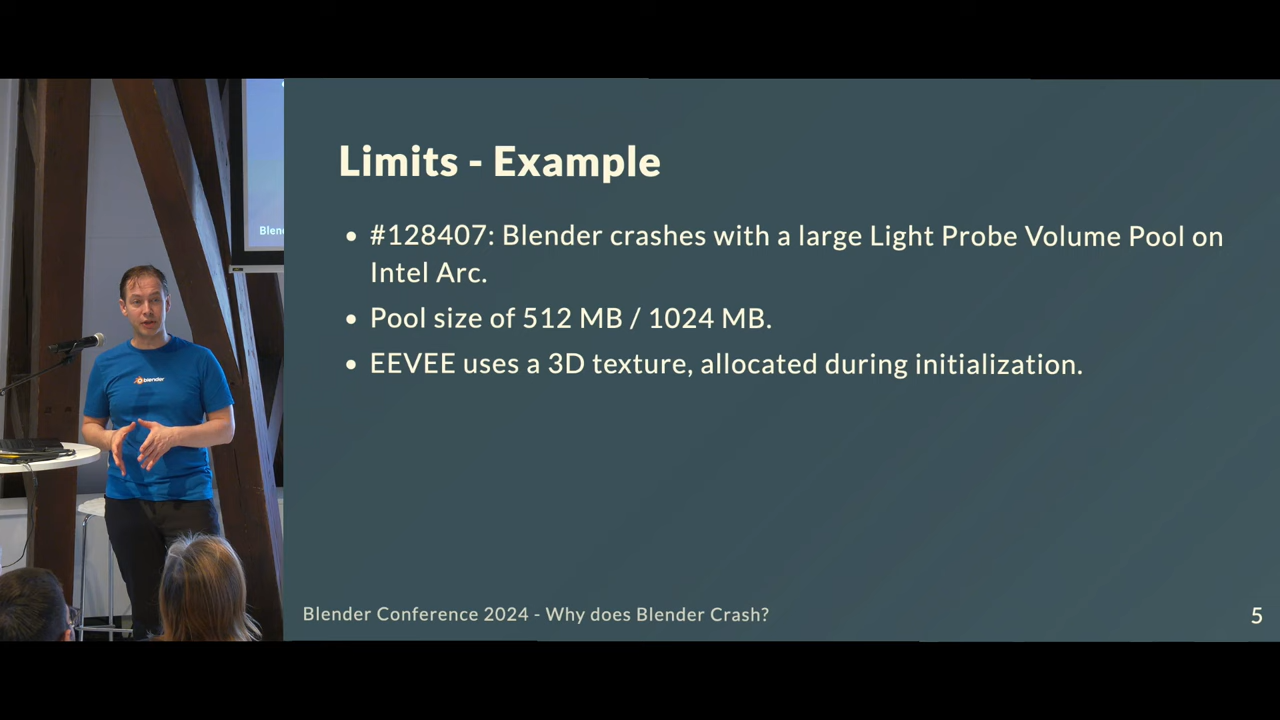 Limits - Example
• #128407: Blender crashes with a large Light Probe Volume Pool on
Intel Arc.
• Pool size of 512 MB / 1024 MB.
• EEVEE uses a 3D texture, allocated during initialization.
Blender Conference 2024 - Why does Blender Crash?
5
blender